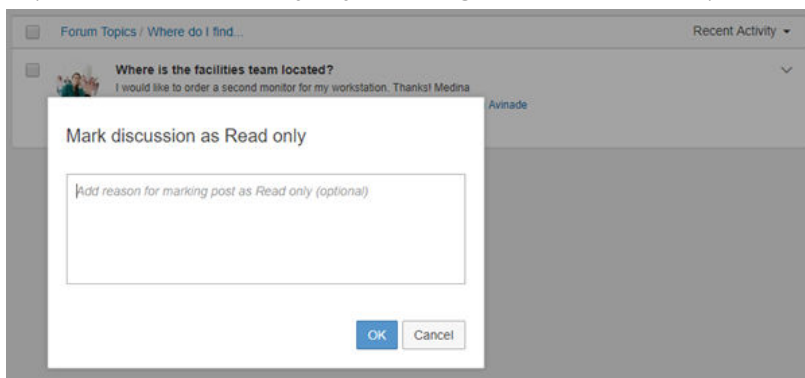 Forum Topics / Where do I find...
Recent Activity
Where is the facilities team located?
I would like to order a second monitor for my workstation. Thanks! Medina
Avinade
Mark discussion as Read only
Add reason for marking post as Read only (optional)
OK
Cancel